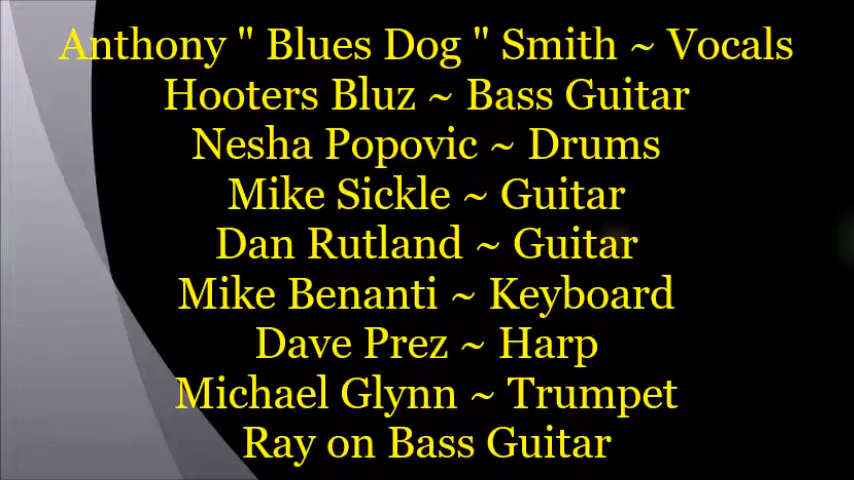 Anthony " Blues Dog " Smith ~ Vocals
Hooters Bluz ~ Bass Guitar
Nesha Popovic ~ Drums
Mike Sickle ~ Guitar
Dan Rutland ~ Guitar
Mike Benanti ~ Keyboard
Dave Prez ~ Harp
Michael Glynn ~ Trumpet
Ray on Bass Guitar